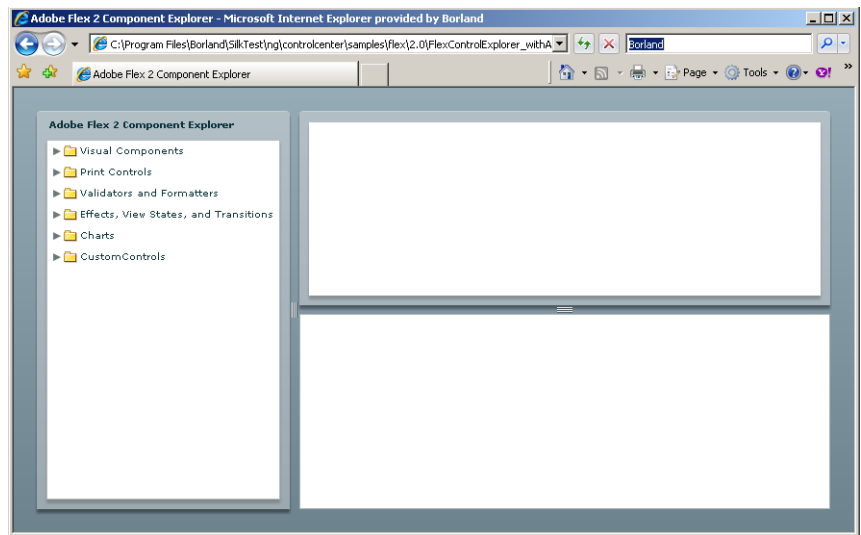 Adobe Flex 2 Component Explorer - Microsoft Internet Explorer provided by Borland
C:\Program Files\Borland\SilkTest\ng\controlcenter\samples\flex\2.0\FlexControlExplorer_withA
Borland
Adobe Flex 2 Component Explorer
Page
Tools
Adobe Flex 2 Component Explorer
Visual Components
Print Controls
Validators and Formatters
Effects, View States, and Transitions
Charts
CustomControls